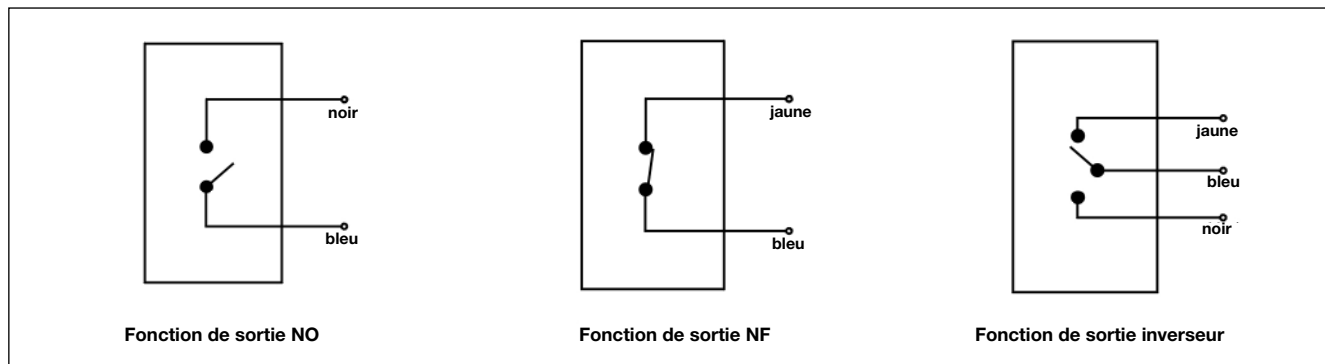 noir
bleu
Fonction de sortie NO
jaune
bleu
Fonction de sortie NF
jaune
bleu
noir
Fonction de sortie inverseur